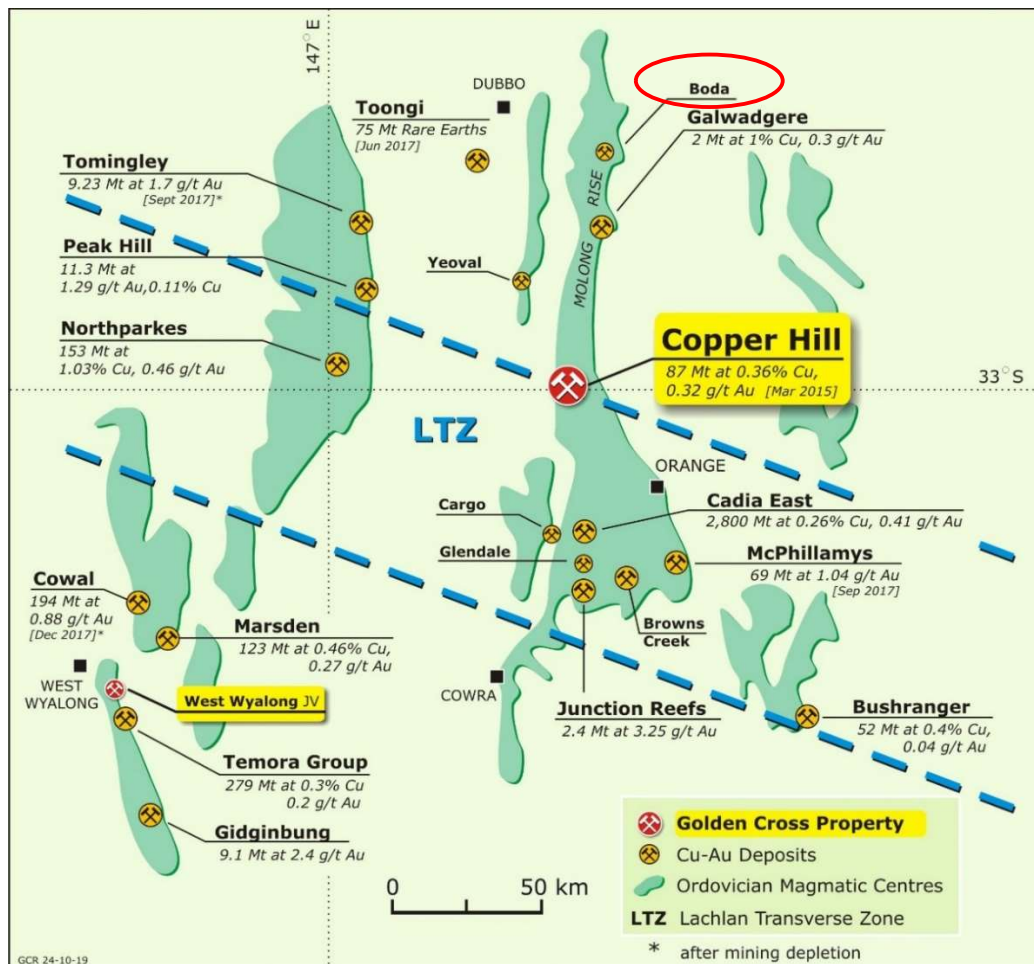 147° E
DUBBO
Toongi
75 Mt Rare Earths
[Jun 2017]
Boda
Galwadgere
2 Mt at 1% Cu, 0.3 g/t Au
Tomingley
9.23 Mt at 1.7 g/t Au
[Sept 2017]*
Peak Hill
11.3 Mt at
1.29 g/t Au,0.11% Cu
Yeoval
MOLONG RISE
Northparkes
153 Mt at
1.03% Cu, 0.46 g/t Au
Copper Hill
87 Mt at 0.36% Cu,
0.32 g/t Au [Mar 2015]
33° S
LTZ
ORANGE
Cargo
Cadia East
2,800 Mt at 0.26% Cu, 0.41 g/t Au
Glendale
McPhillamys
69 Mt at 1.04 g/t Au
[Sep 2017]
Cowal
194 Mt at
0.88 g/t Au
[Dec 2017]*
Marsden
123 Mt at 0.46% Cu,
0.27 g/t Au
Browns
Creek
WEST
WYALONG
West Wyalong JV
COWRA
Junction Reefs
2.4 Mt at 3.25 g/t Au
Bushranger
52 Mt at 0.4% Cu,
0.04 g/t Au
Temora Group
279 Mt at 0.3% Cu
0.2 g/t Au
Gidginbung
9.1 Mt at 2.4 g/t Au
0 50 km
Golden Cross Property
Cu-Au Deposits
Ordovician Magmatic Centres
LTZ Lachlan Transverse Zone
* after mining depletion
GCR 24-10-19